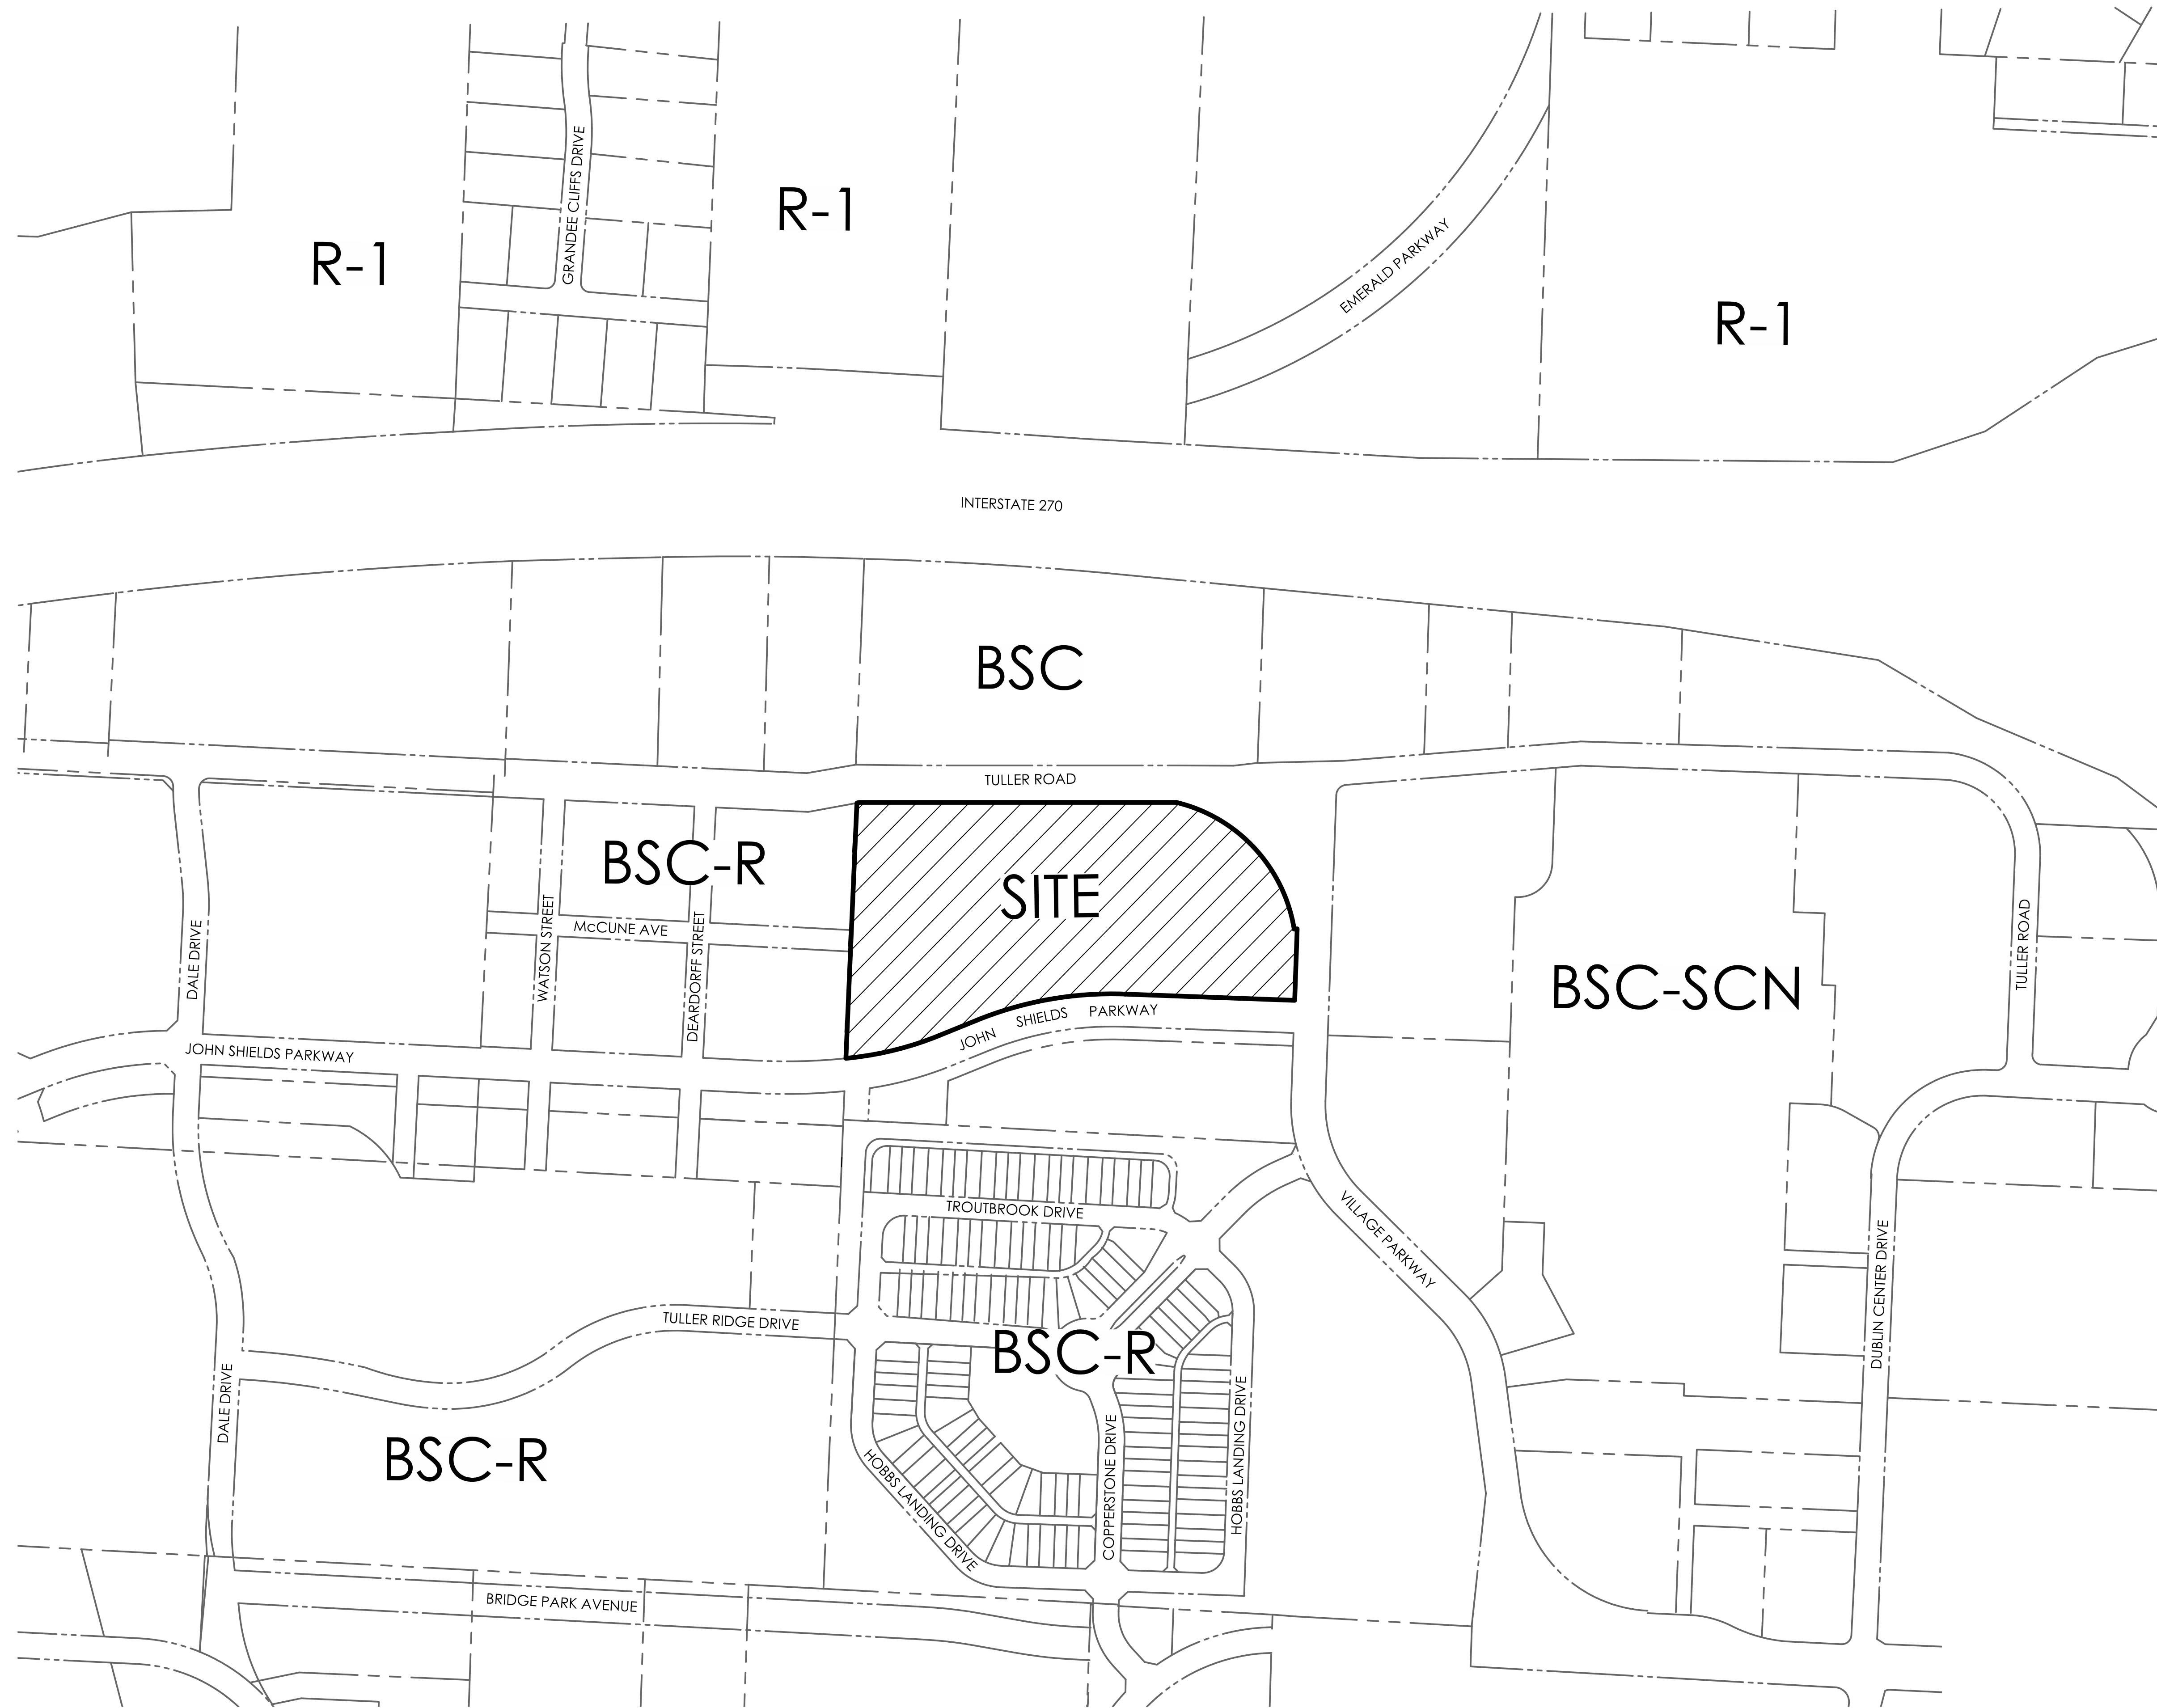 GRANDEE CLIFFS DRIVE
R-1
R-1
EMERALD PARKWAY
R-1
INTERSTATE 270
BSC
TULLER ROAD
BSC-R
SITE
WATSON STREET
McCUNE AVE
DEARDORFF STREET
DALE DRIVE
BSC-SCN
TULLER ROAD
JOHN SHIELDS PARKWAY
JOHN SHIELDS PARKWAY
TROUTBROOK DRIVE
VILLAGE PARKWAY
DUBLIN CENTER DRIVE
TULLER RIDGE DRIVE
BSC-R
DALE DRIVE
BSC-R
HOBBS LANDING DRIVE
COPPERSTONE DRIVE
HOBBS LANDING DRIVE
BRIDGE PARK AVENUE